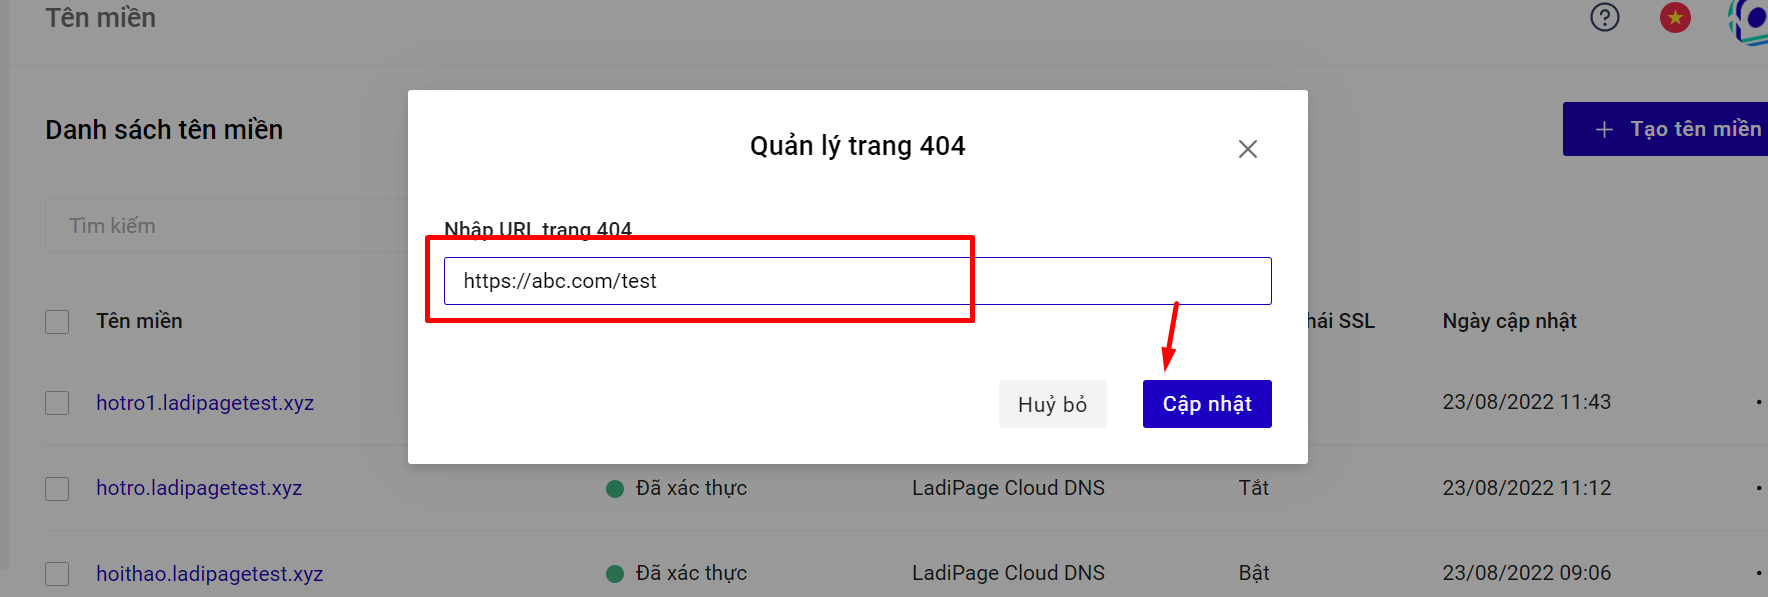 Tên miền
Danh sách tên miền
Tạo tên miền
Tìm kiếm
Quản lý trang 404
Nhập URL trang 404
https://abc.com/test
Huỷ bỏ Cập nhật
Tên miền hái SSL Ngày cập nhật
hotro1.ladipagetest.xyz 23/08/2022 11:43
hotro.ladipagetest.xyz Đã xác thực LadiPage Cloud DNS Tắt 23/08/2022 11:12
hoithao.ladipagetest.xyz Đã xác thực LadiPage Cloud DNS Bật 23/08/2022 09:06